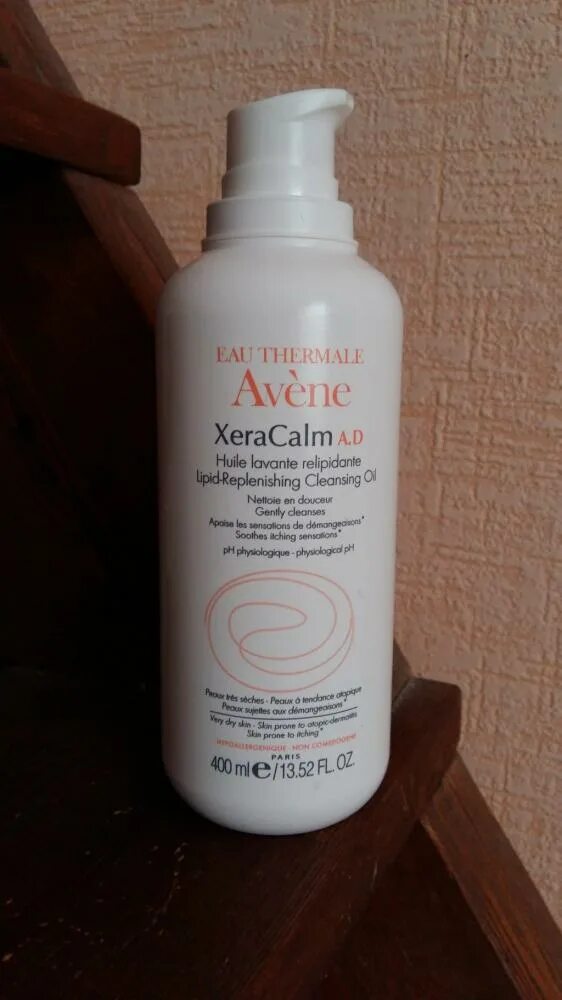 EAU THERMALE
Avène
XeraCalm A.D
Huile lavante relipidante
Lipid-Replenishing Cleansing Oil
Nettoie en douceur
Gently cleanses
Apaise les sensations de démangeaisons*
Soothes itching sensations*
pH physiologique - physiological pH
Peaux très sèches - Peaux à tendance atopique
Peaux sujettes aux démangeaisons*
Very dry skin - Skin prone to atopic-dermatitis
Skin prone to itching*
HYPOALLERGENIQUE - NON COMEDOGENE
PARIS
400 ml e/13.52 FL. OZ.